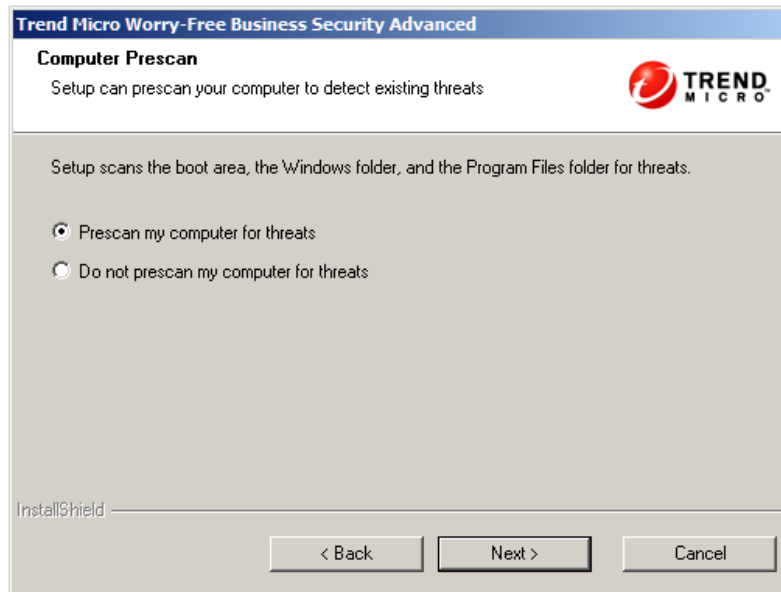 Trend Micro Worry-Free Business Security Advanced
Computer Prescan
Setup can prescan your computer to detect existing threats
TREND
MICRO™
Setup scans the boot area, the Windows folder, and the Program Files folder for threats.
Prescan my computer for threats
Do not prescan my computer for threats
InstallShield
< Back
Next >
Cancel